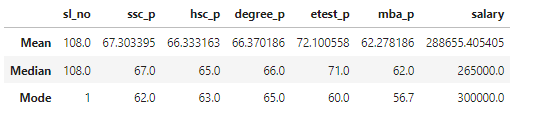 sl_no ssc_p hsc_p degree_p etest_p mba_p salary
Mean 108.0 67.303395 66.333163 66.370186 72.100558 62.278186 288655.405405
Median 108.0 67.0 65.0 66.0 71.0 62.0 265000.0
Mode 1 62.0 63.0 65.0 60.0 56.7 300000.0